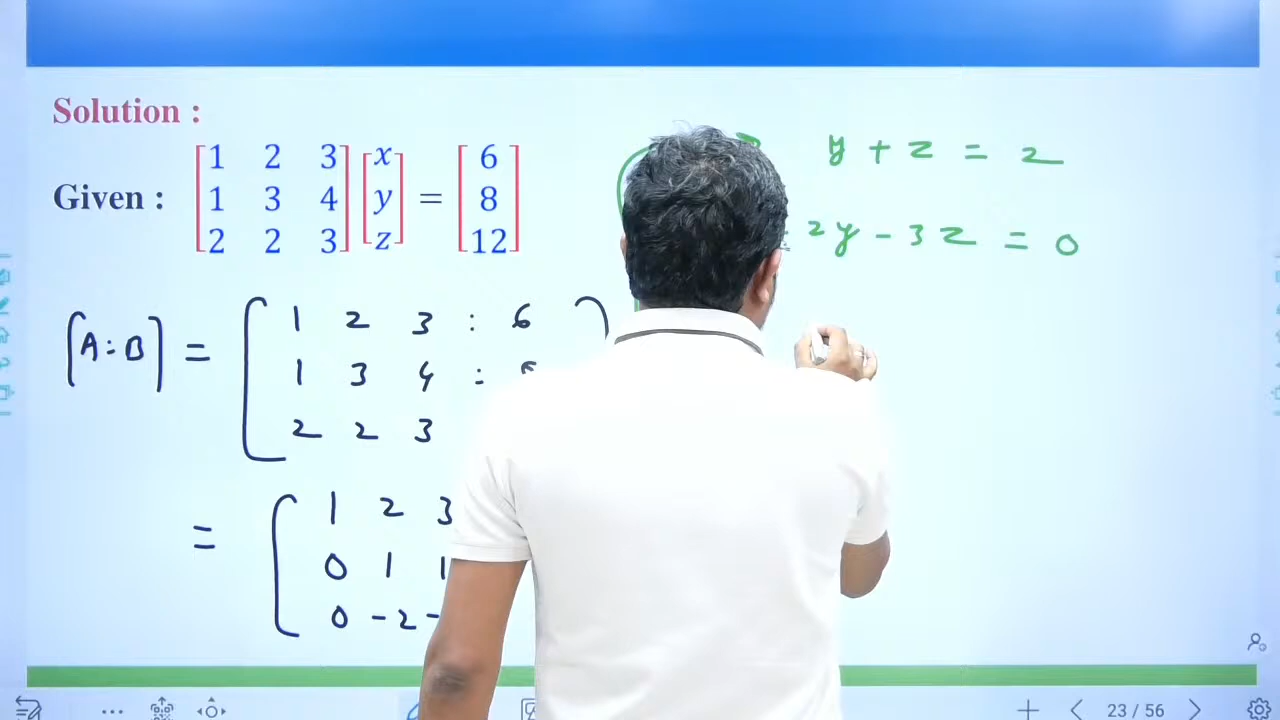 Solution :
Given : [1 2 3] [x] = [6]
[1 3 4] [y] [8]
[2 2 3] [z] [12]
y + z = 2
- 2y - 3z = 0
[A:B] = [1 2 3 : 6]
1 3 4 :
2 2 3
= [1 2 3
0 1 1
0 -2 -
23 / 56